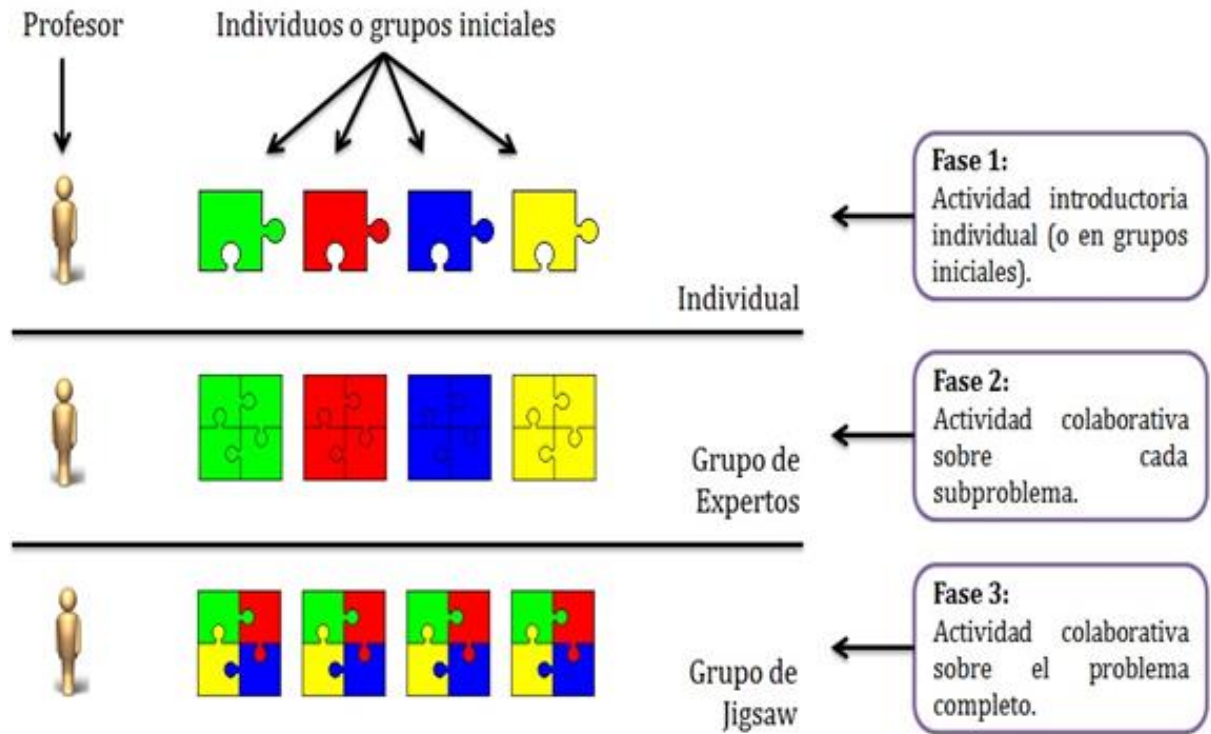 Profesor
Individuos o grupos iniciales
Fase 1:
Actividad introductoria
individual (o en grupos
iniciales).
Individual
Fase 2:
Actividad colaborativa
sobre cada
subproblema.
Grupo de
Expertos
Fase 3:
Actividad colaborativa
sobre el problema
completo.
Grupo de
Jigsaw